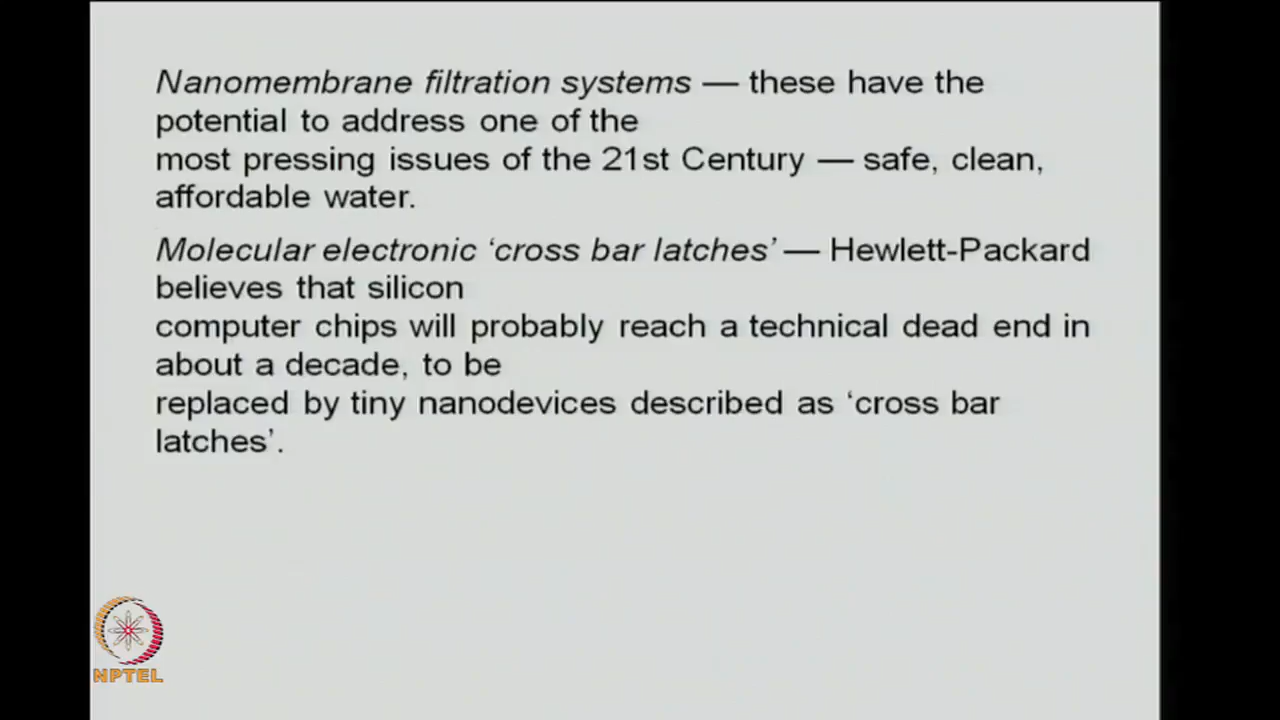 Nanomembrane filtration systems — these have the
potential to address one of the
most pressing issues of the 21st Century — safe, clean,
affordable water.
Molecular electronic ‘cross bar latches’ — Hewlett-Packard
believes that silicon
computer chips will probably reach a technical dead end in
about a decade, to be
replaced by tiny nanodevices described as ‘cross bar
latches’.
NPTEL